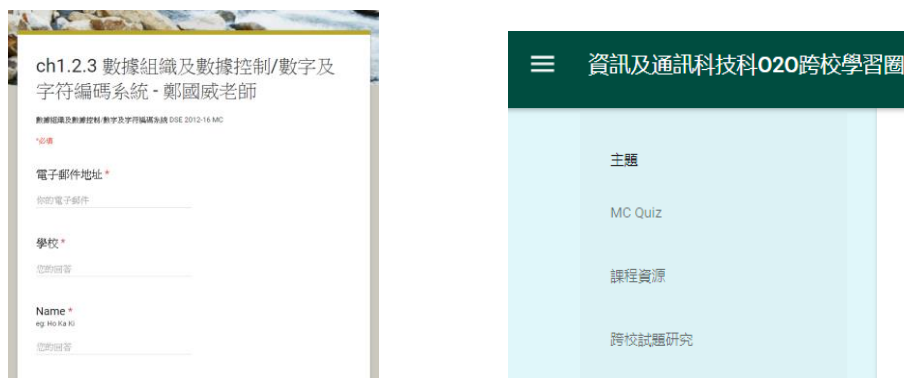 ch1.2.3 數據組織及數據控制/數字及
字符編碼系統 - 鄭國威老師
數據組織及數據控制/數字及字符編碼系統 DSE 2012-16 MC
*必填
電子郵件地址 *
你的電子郵件
學校 *
您的回答
Name *
eg: Ho Ka Ki
您的回答
資訊及通訊科技科O2O跨校學習圈
主題
MC Quiz
課程資源
跨校試題研究